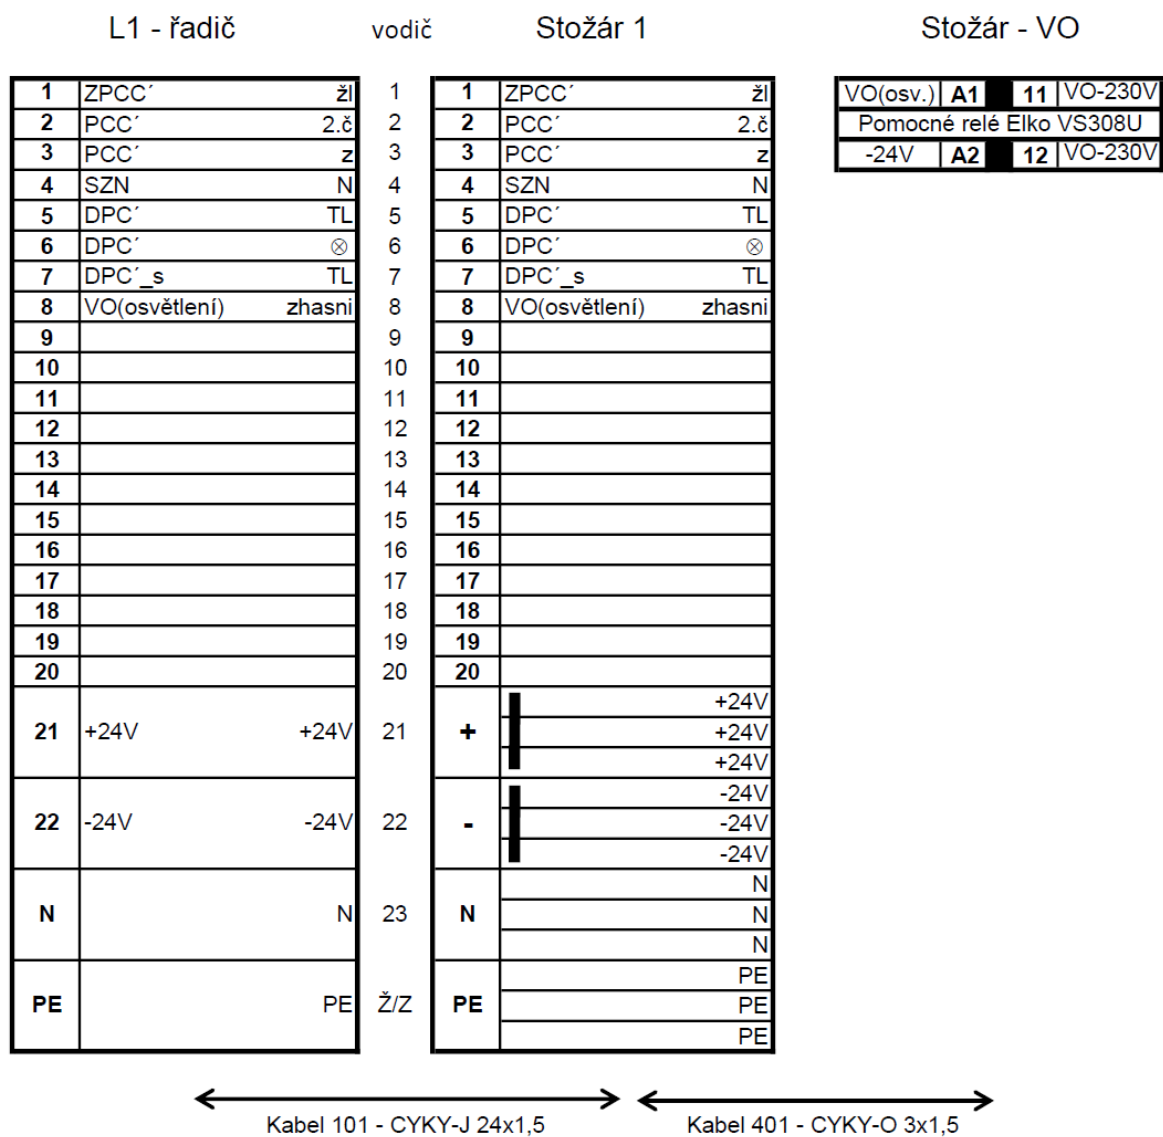 L1 - řadič vodič Stožár 1 Stožár - VO
1 ZPCC´ žl 1 1 ZPCC´ žl VO(osv.) A1 11 VO-230V
2 PCC´ 2.č 2 2 PCC´ 2.č Pomocné relé Elko VS308U
3 PCC´ z 3 3 PCC´ z -24V A2 12 VO-230V
4 SZN N 4 4 SZN N
5 DPC´ TL 5 5 DPC´ TL
6 DPC´ ⊗ 6 6 DPC´ ⊗
7 DPC´_s TL 7 7 DPC´_s TL
8 VO(osvětlení) zhasni 8 8 VO(osvětlení) zhasni
9 9 9
10 10 10
11 11 11
12 12 12
13 13 13
14 14 14
15 15 15
16 16 16
17 17 17
18 18 18
19 19 19
20 20 20
+24V
21 +24V +24V 21 + +24V
+24V
-24V
22 -24V -24V 22 - -24V
-24V
N
N N 23 N N
N
PE
PE PE Ž/Z PE PE
PE
Kabel 101 - CYKY-J 24x1,5 Kabel 401 - CYKY-O 3x1,5